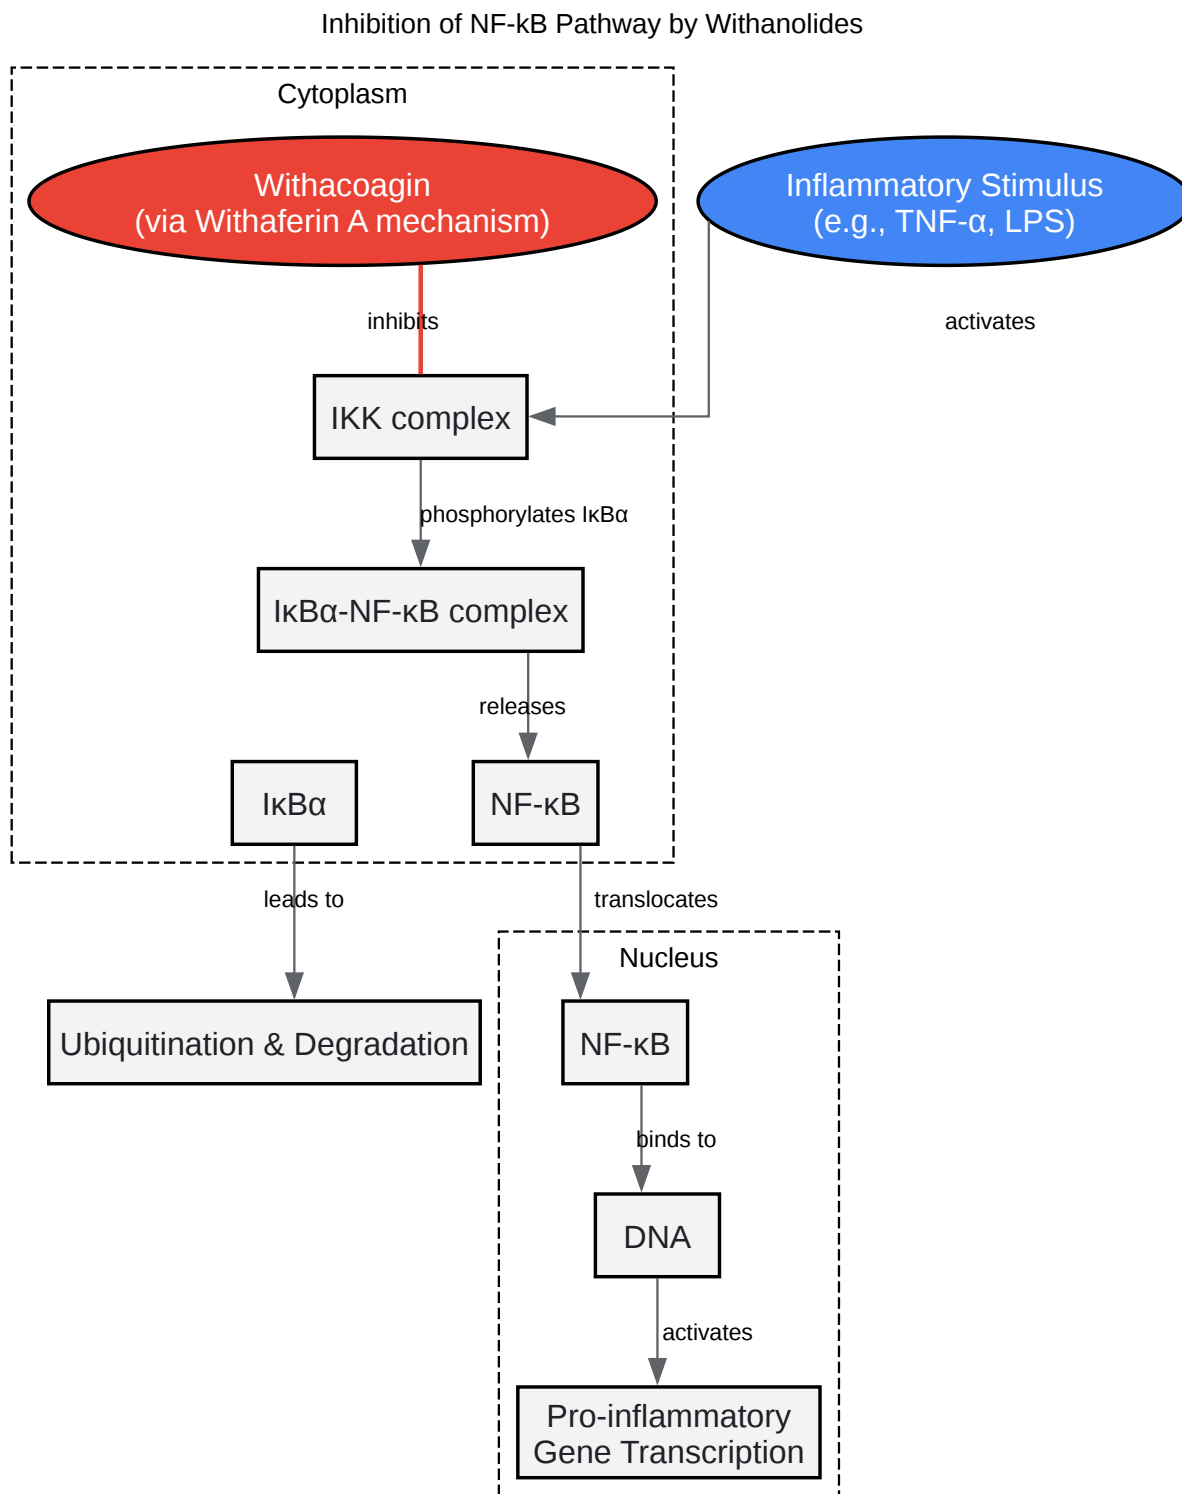 Inhibition of NF-kB Pathway by Withanolides
Cytoplasm
Withacoagin
(via Withaferin A mechanism)
Inflammatory Stimulus
(e.g., TNF-α, LPS)
inhibits
activates
IKK complex
phosphorylates IκBα
IκBα-NF-κB complex
releases
IκBα
NF-κB
leads to
translocates
Nucleus
Ubiquitination & Degradation
NF-κB
binds to
DNA
activates
Pro-inflammatory
Gene Transcription